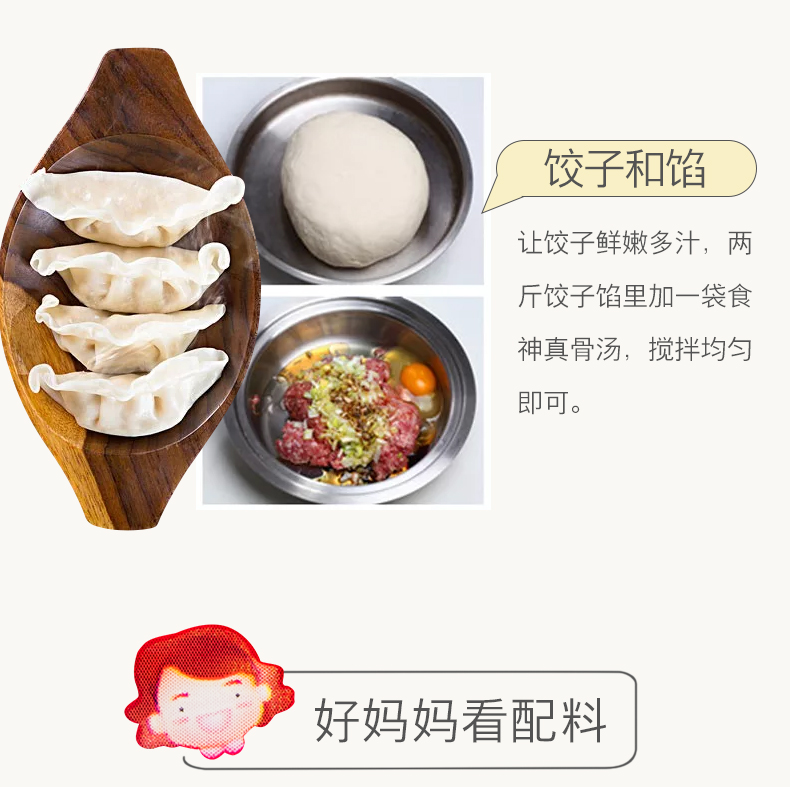 饺子和馅
让饺子鲜嫩多汁，两
斤饺子馅里加一袋食
神真骨汤，搅拌均匀
即可。
好妈妈看配料